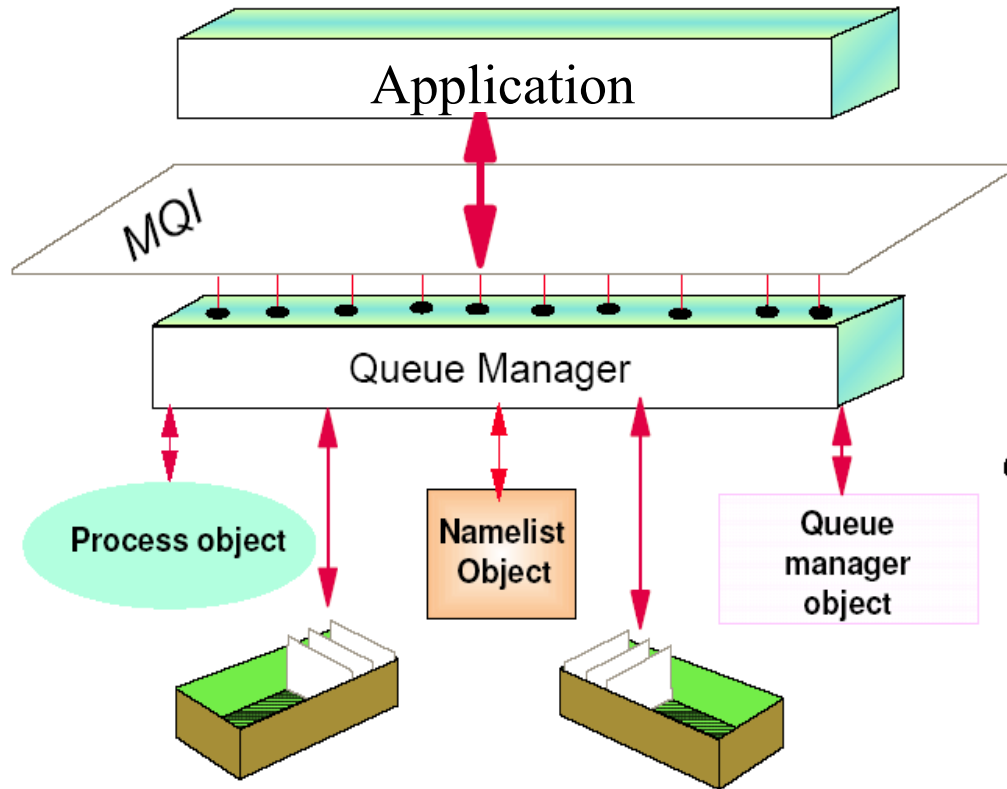 Application
MQI
Queue Manager
Process object
Namelist
Object
Queue
manager
object